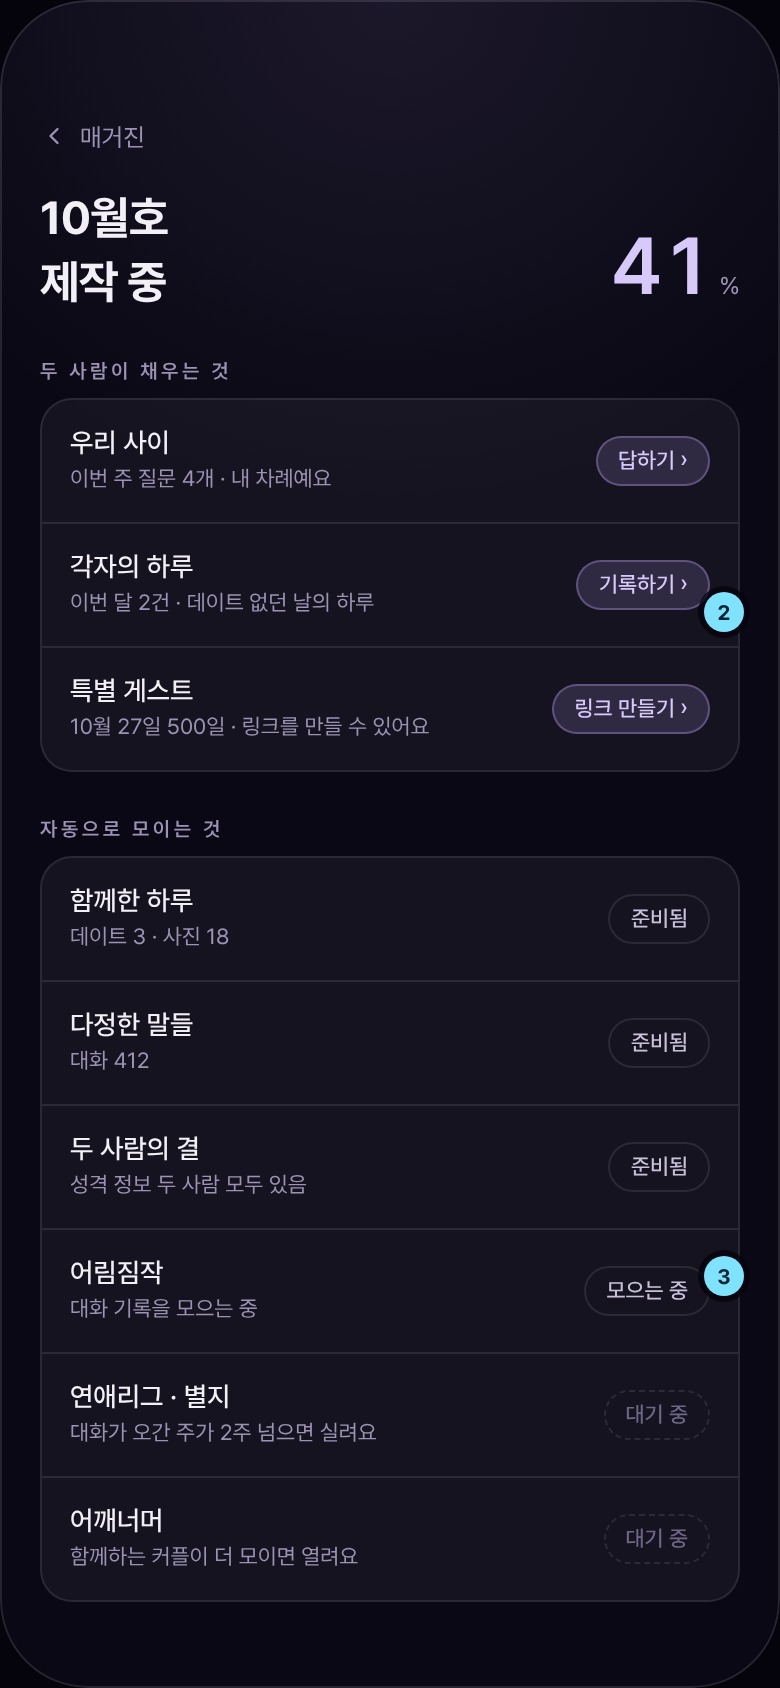 매거진
10월호
제작 중
41 %
두 사람이 채우는 것
우리 사이
이번 주 질문 4개 · 내 차례예요
답하기 ›
각자의 하루
이번 달 2건 · 데이트 없던 날의 하루
기록하기 ›
2
특별 게스트
10월 27일 500일 · 링크를 만들 수 있어요
링크 만들기 ›
자동으로 모이는 것
함께한 하루
데이트 3 · 사진 18
준비됨
다정한 말들
대화 412
준비됨
두 사람의 결
성격 정보 두 사람 모두 있음
준비됨
어림짐작
대화 기록을 모으는 중
모으는 중
3
연애리그 · 별지
대화가 오간 주가 2주 넘으면 실려요
대기 중
어깨너머
함께하는 커플이 더 모이면 열려요
대기 중